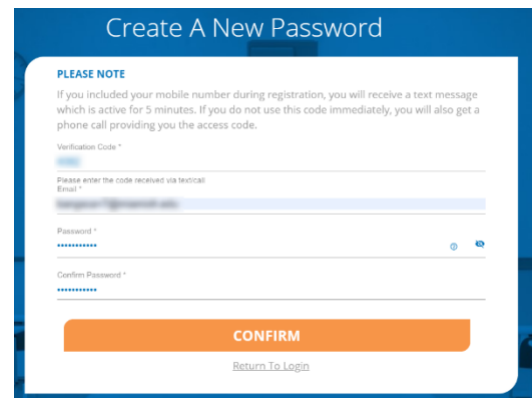 Create A New Password
PLEASE NOTE
If you included your mobile number during registration, you will receive a text message
which is active for 5 minutes. If you do not use this code immediately, you will also get a
phone call providing you the access code.
Verification Code *
Please enter the code received via text/call
Email *
Password *
•••••••••••
Confirm Password *
•••••••••••
CONFIRM
Return To Login